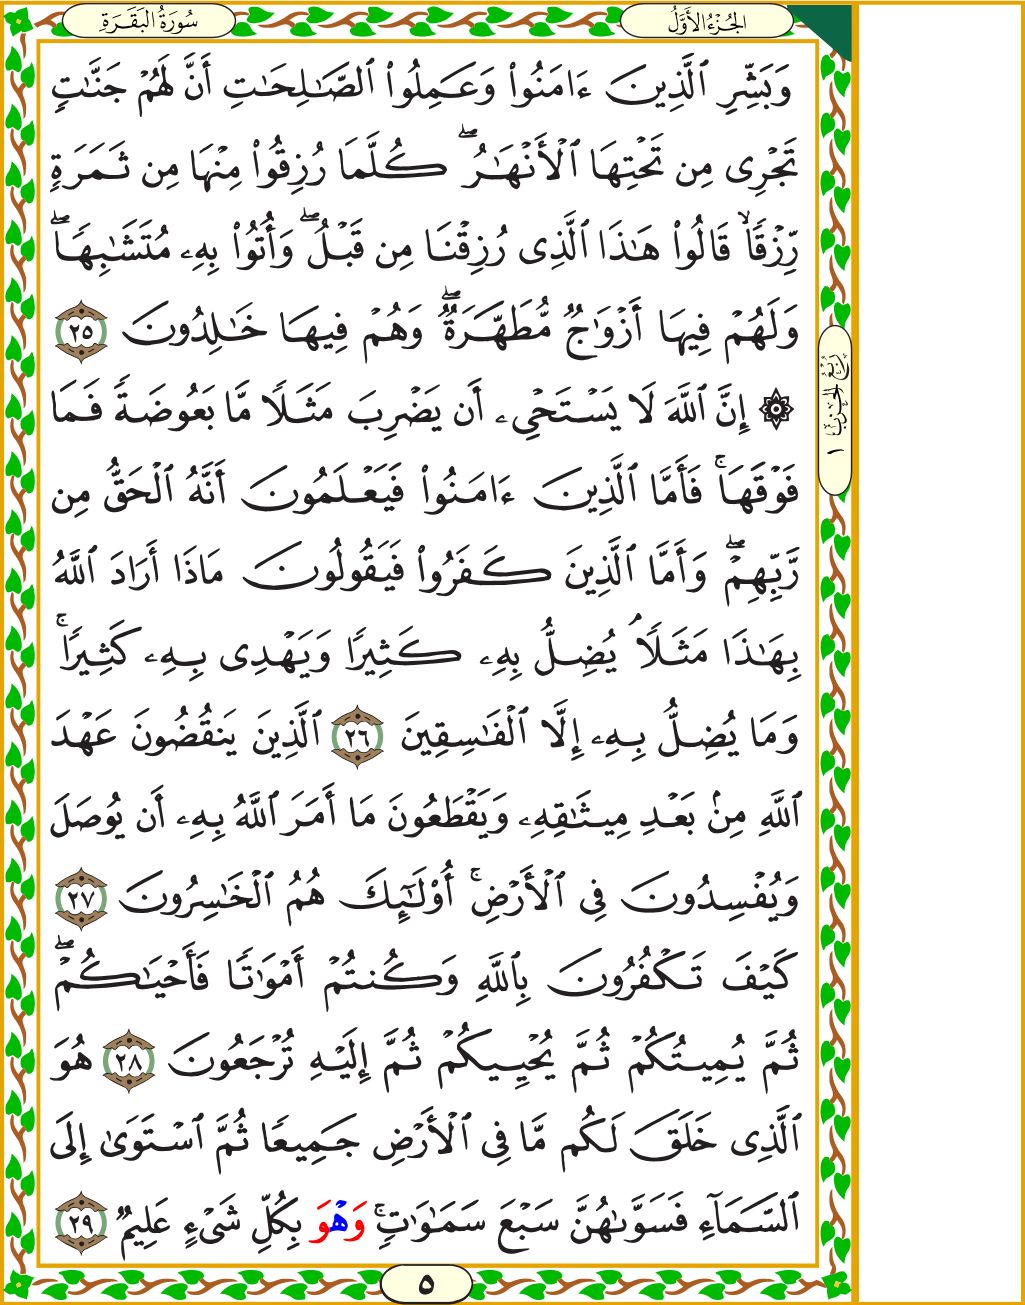 سُورَةُ البَقَرَةِ
الجُزْءُ الأَوَّلُ
وَبَشِّرِ ٱلَّذِينَ ءَامَنُواْ وَعَمِلُواْ ٱلصَّٰلِحَٰتِ أَنَّ لَهُمْ جَنَّٰتٍ
تَجْرِى مِن تَحْتِهَا ٱلْأَنْهَٰرُ ۖ كُلَّمَا رُزِقُواْ مِنْهَا مِن ثَمَرَةٍ
رِّزْقًا ۙ قَالُواْ هَٰذَا ٱلَّذِى رُزِقْنَا مِن قَبْلُ ۖ وَأُتُواْ بِهِۦ مُتَشَٰبِهًا ۖ
وَلَهُمْ فِيهَا أَزْوَٰجٌ مُّطَهَّرَةٌ ۖ وَهُمْ فِيهَا خَٰلِدُونَ ٢٥
۞ إِنَّ ٱللَّهَ لَا يَسْتَحْىِۦ أَن يَضْرِبَ مَثَلًا مَّا بَعُوضَةً فَمَا
فَوْقَهَا ۚ فَأَمَّا ٱلَّذِينَ ءَامَنُواْ فَيَعْلَمُونَ أَنَّهُ ٱلْحَقُّ مِن
رَّبِّهِمْ ۖ وَأَمَّا ٱلَّذِينَ كَفَرُواْ فَيَقُولُونَ مَاذَا أَرَادَ ٱللَّهُ
بِهَٰذَا مَثَلًا ۘ يُضِلُّ بِهِۦ كَثِيرًا وَيَهْدِى بِهِۦ كَثِيرًا ۚ
وَمَا يُضِلُّ بِهِۦ إِلَّا ٱلْفَٰسِقِينَ ٢٦ ٱلَّذِينَ يَنقُضُونَ عَهْدَ
ٱللَّهِ مِنۢ بَعْدِ مِيثَٰقِهِۦ وَيَقْطَعُونَ مَا أَمَرَ ٱللَّهُ بِهِۦ أَن يُوصَلَ
وَيُفْسِدُونَ فِى ٱلْأَرْضِ ۚ أُوْلَٰٓئِكَ هُمُ ٱلْخَٰسِرُونَ ٢٧
كَيْفَ تَكْفُرُونَ بِٱللَّهِ وَكُنتُمْ أَمْوَٰتًا فَأَحْيَٰكُمْ ۖ
ثُمَّ يُمِيتُكُمْ ثُمَّ يُحْيِيكُمْ ثُمَّ إِلَيْهِ تُرْجَعُونَ ٢٨ هُوَ
ٱلَّذِى خَلَقَ لَكُم مَّا فِى ٱلْأَرْضِ جَمِيعًا ثُمَّ ٱسْتَوَىٰ إِلَى
ٱلسَّمَآءِ فَسَوَّىٰهُنَّ سَبْعَ سَمَٰوَٰتٍ ۚ وَهْوَ بِكُلِّ شَىْءٍ عَلِيمٌ ٢٩
رُبْعُ الحِزْبِ ١
٥